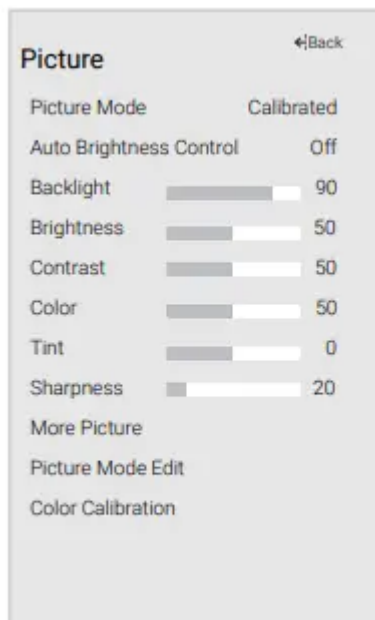 Back
Picture
Picture Mode Calibrated
Auto Brightness Control Off
Backlight 90
Brightness 50
Contrast 50
Color 50
Tint 0
Sharpness 20
More Picture
Picture Mode Edit
Color Calibration